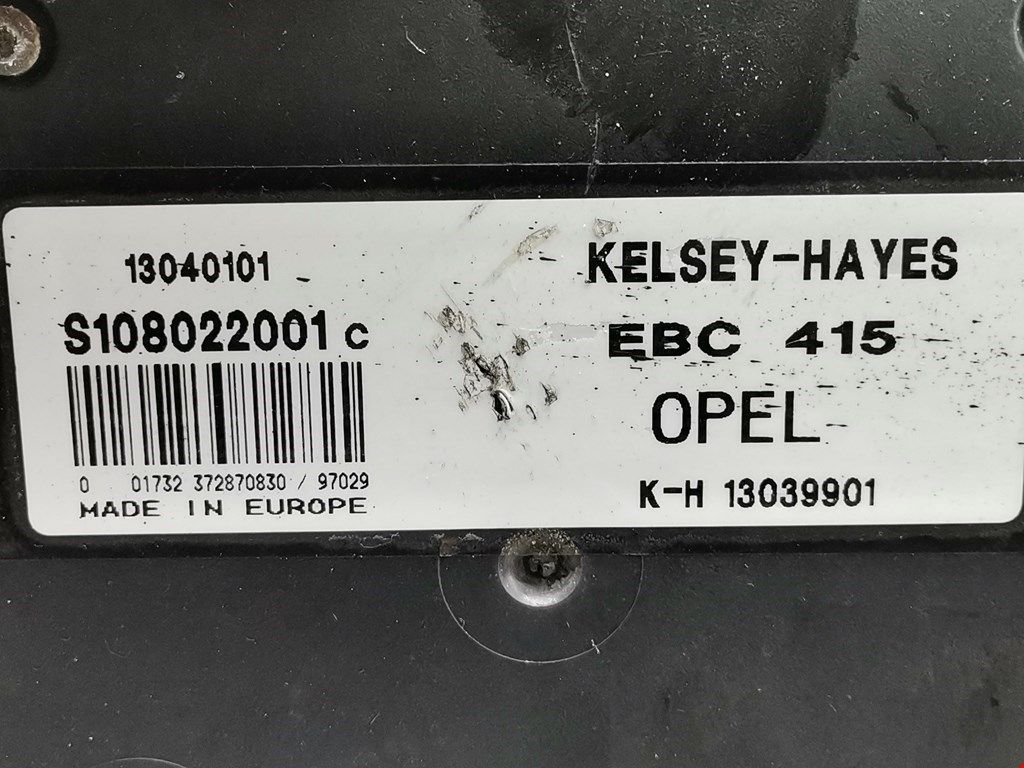 13040101
S108022001 c
0 01732 372870830 / 97029
MADE IN EUROPE
KELSEY-HAYES
EBC 415
OPEL
K-H 13039901